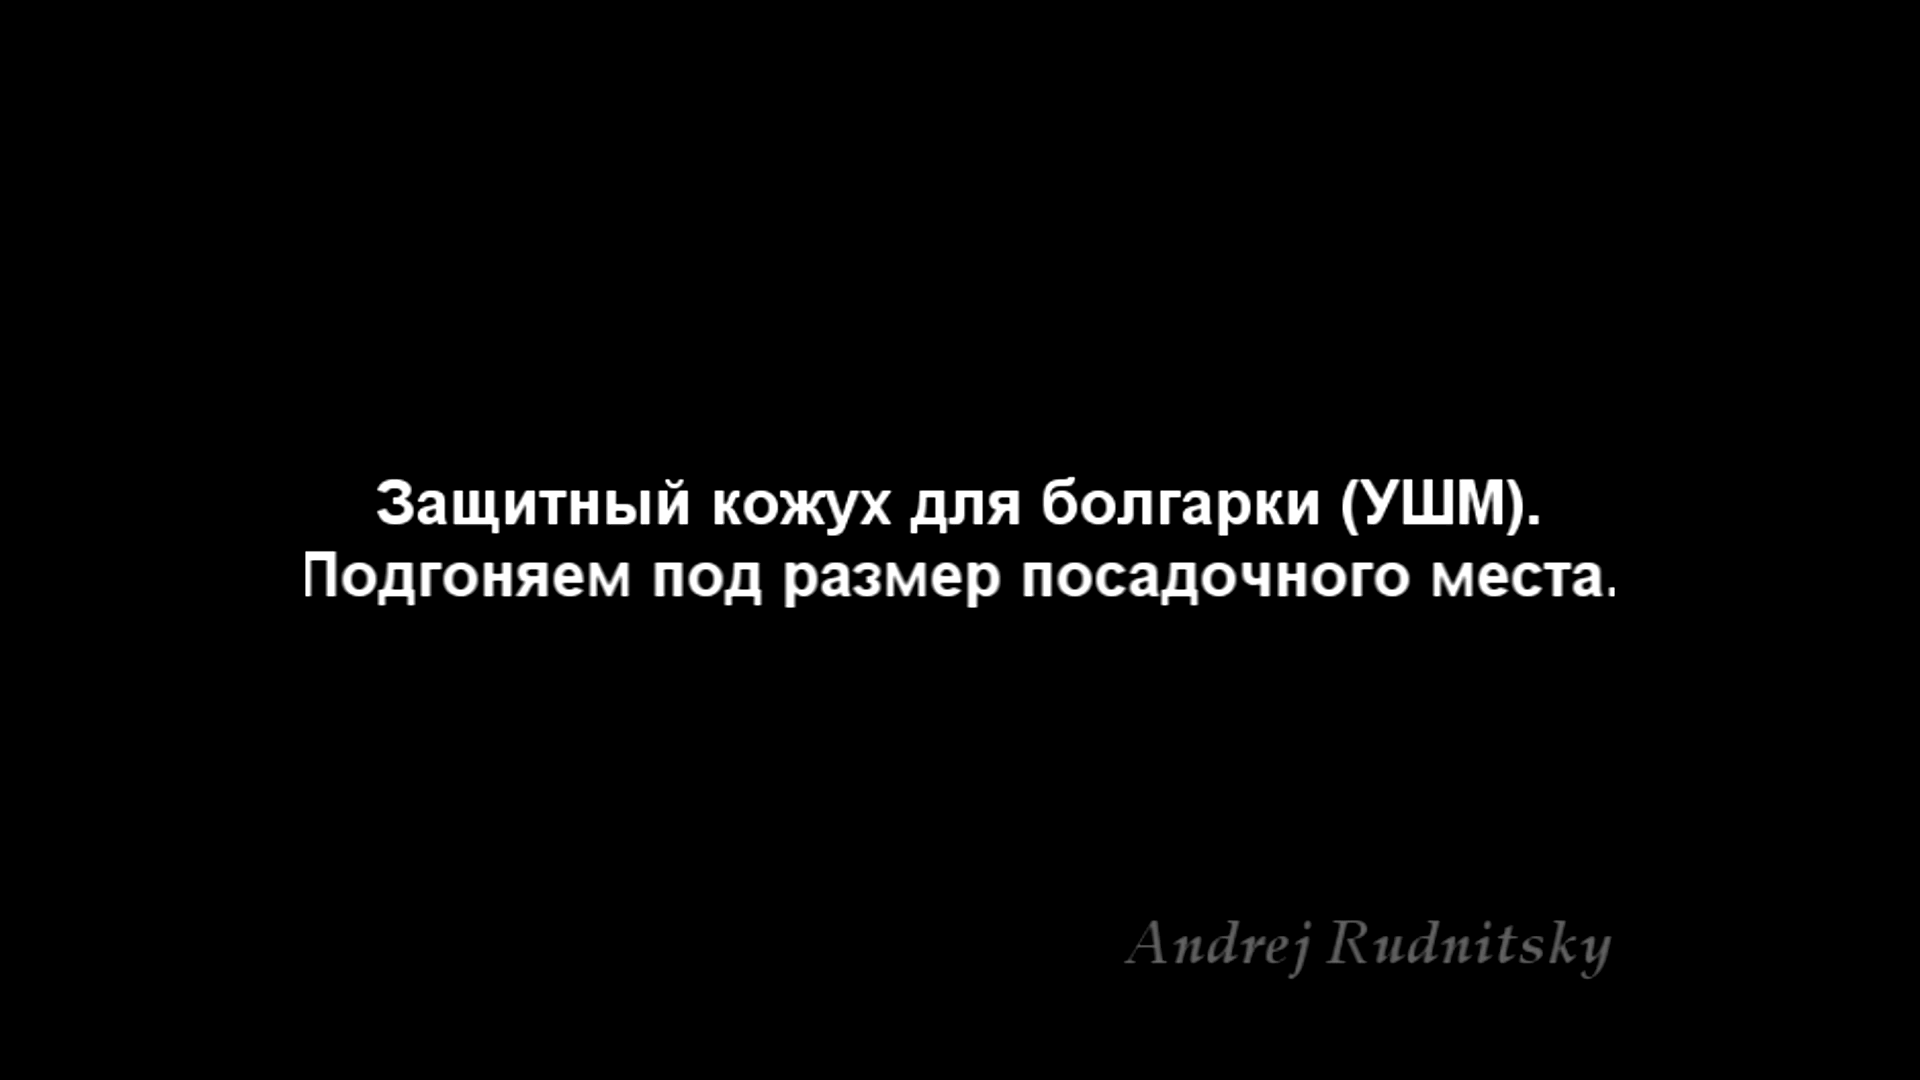 Защитный кожух для болгарки (УШМ).
Подгоняем под размер посадочного места.
Andrej Rudnitsky